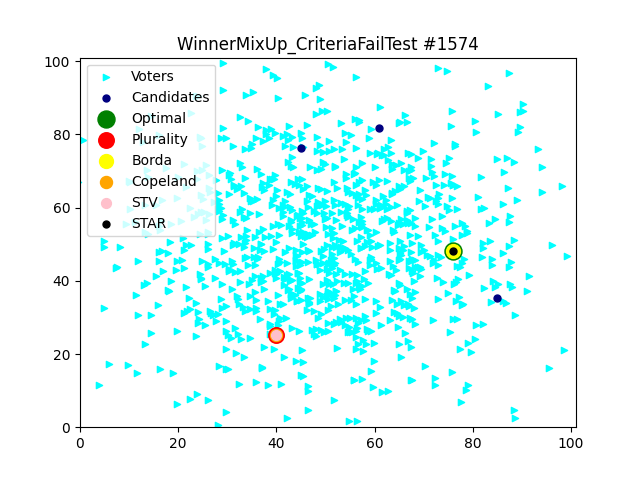 WinnerMixUp_CriteriaFailTest #1574
100
80
60
40
20
0
Voters
Candidates
Optimal
Plurality
Borda
Copeland
STV
STAR
0 20 40 60 80 100